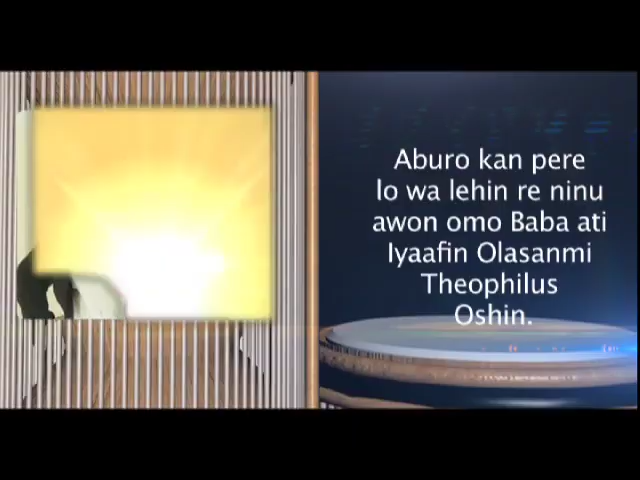 Aburo kan pere
lo wa lehin re ninu
awon omo Baba ati
Iyaafin Olasanmi
Theophilus
Oshin.